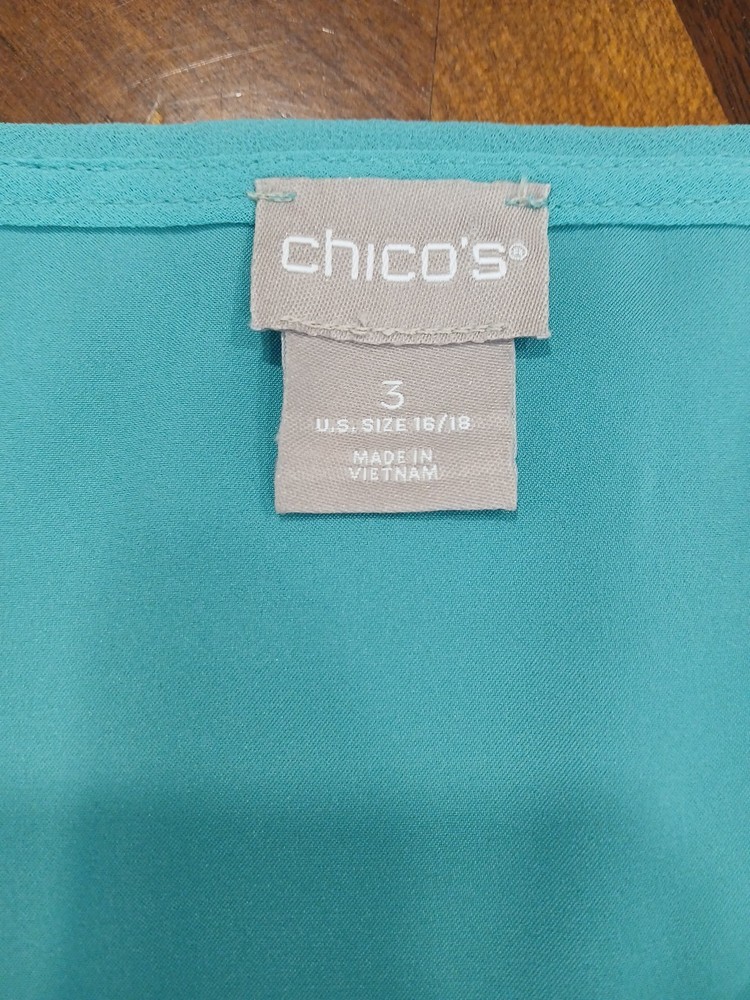 chico's®
3
U.S. SIZE 16/18
MADE IN
VIETNAM